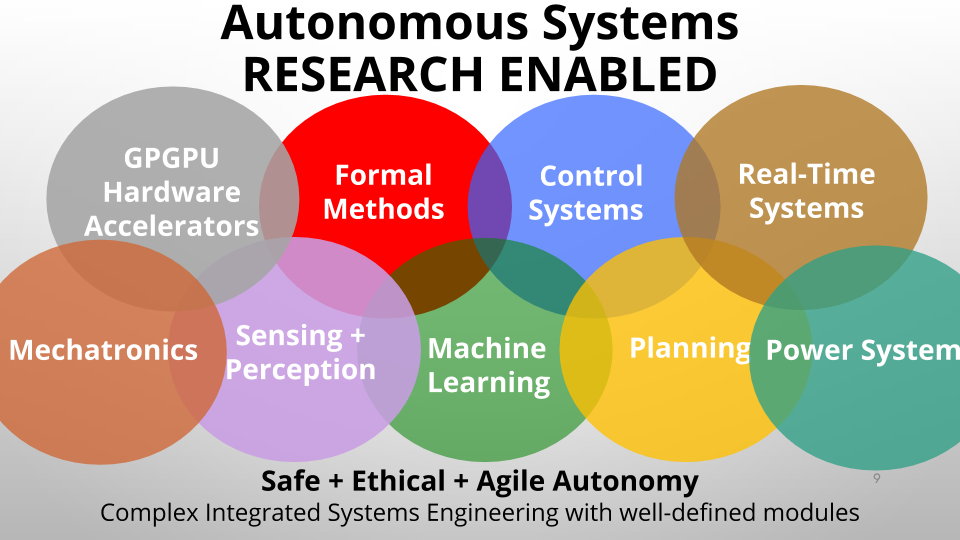 Autonomous Systems
RESEARCH ENABLED
GPGPU
Hardware
Accelerators
Formal
Methods
Control
Systems
Real-Time
Systems
Mechatronics
Sensing +
Perception
Machine
Learning
Planning
Power System
Safe + Ethical + Agile Autonomy
9
Complex Integrated Systems Engineering with well-defined modules